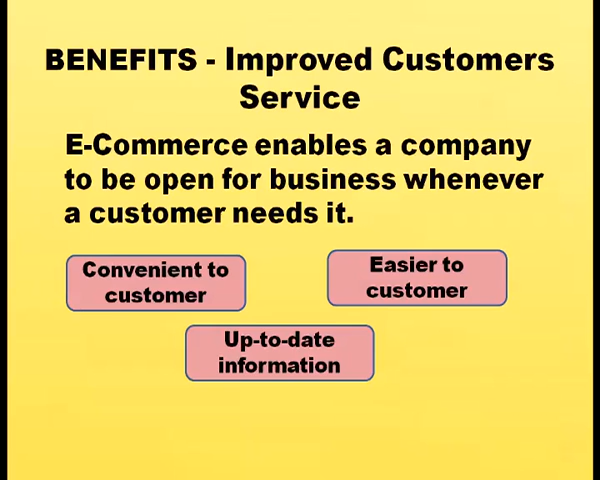 BENEFITS - Improved Customers
Service
E-Commerce enables a company
to be open for business whenever
a customer needs it.
Convenient to
customer
Easier to
customer
Up-to-date
information